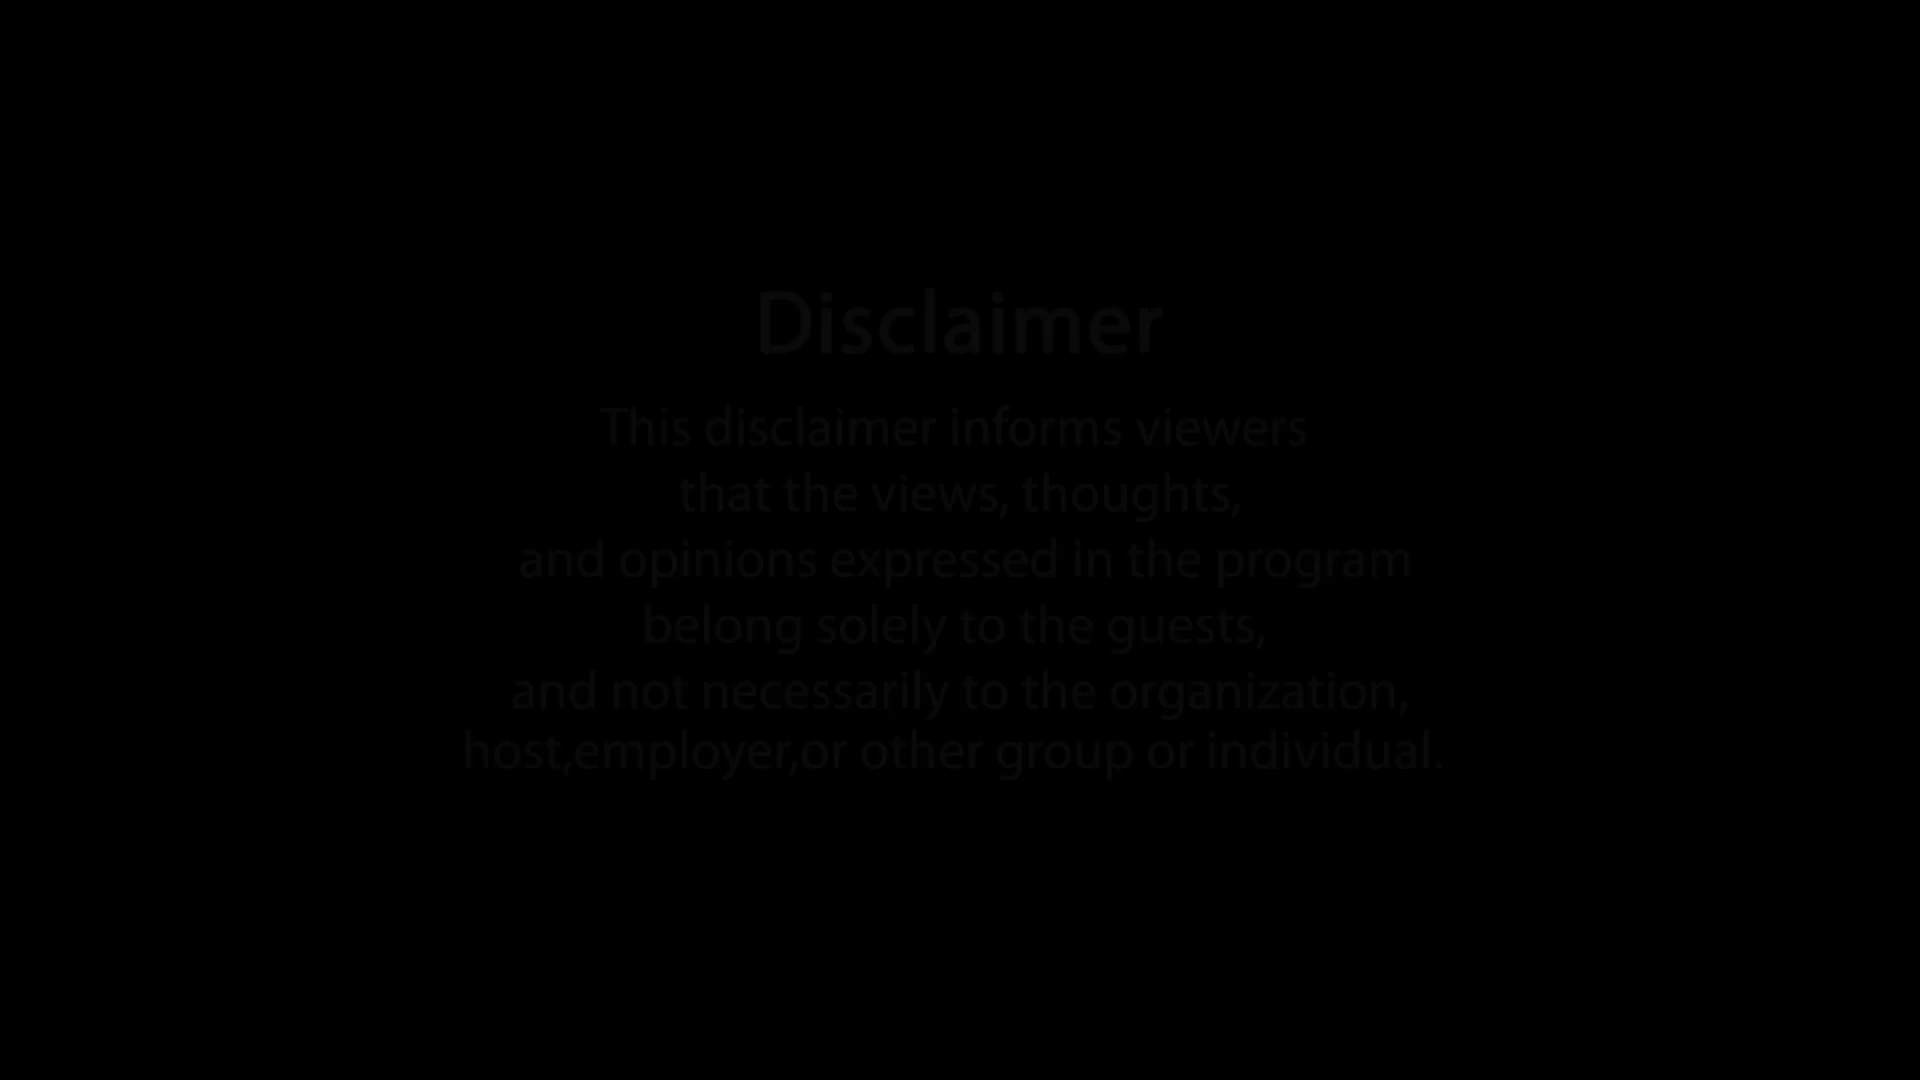 Disclaimer
This disclaimer informs viewers
that the views, thoughts,
and opinions expressed in the program
belong solely to the guests,
and not necessarily to the organization,
host,employer,or other group or individual.